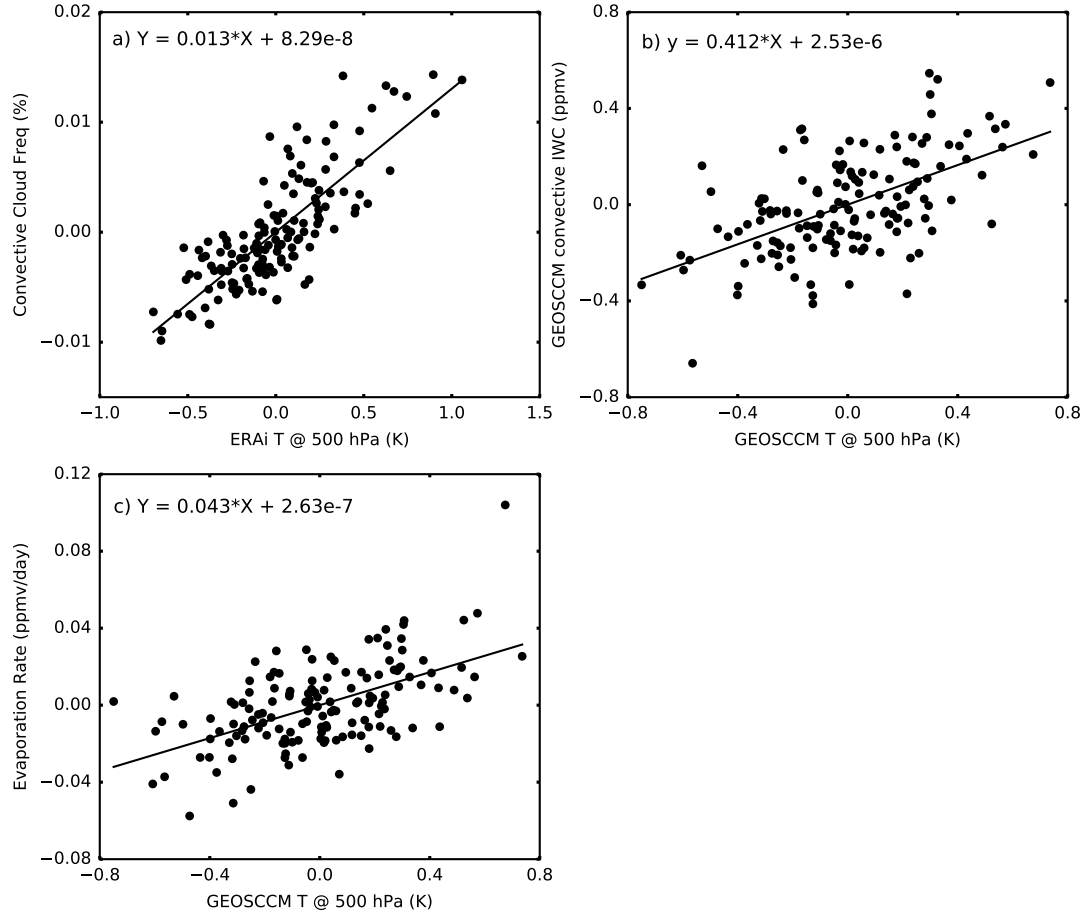 a) Y = 0.013*X + 8.29e-8
0.02
0.01
0.00
−0.01
Convective Cloud Freq (%)
−1.0 −0.5 0.0 0.5 1.0 1.5
ERAi T @ 500 hPa (K)
b) y = 0.412*X + 2.53e-6
0.8
0.4
0.0
−0.4
−0.8
GEOSCCM convective IWC (ppmv)
−0.8 −0.4 0.0 0.4 0.8
GEOSCCM T @ 500 hPa (K)
c) Y = 0.043*X + 2.63e-7
0.12
0.08
0.04
0.00
−0.04
−0.08
Evaporation Rate (ppmv/day)
−0.8 −0.4 0.0 0.4 0.8
GEOSCCM T @ 500 hPa (K)